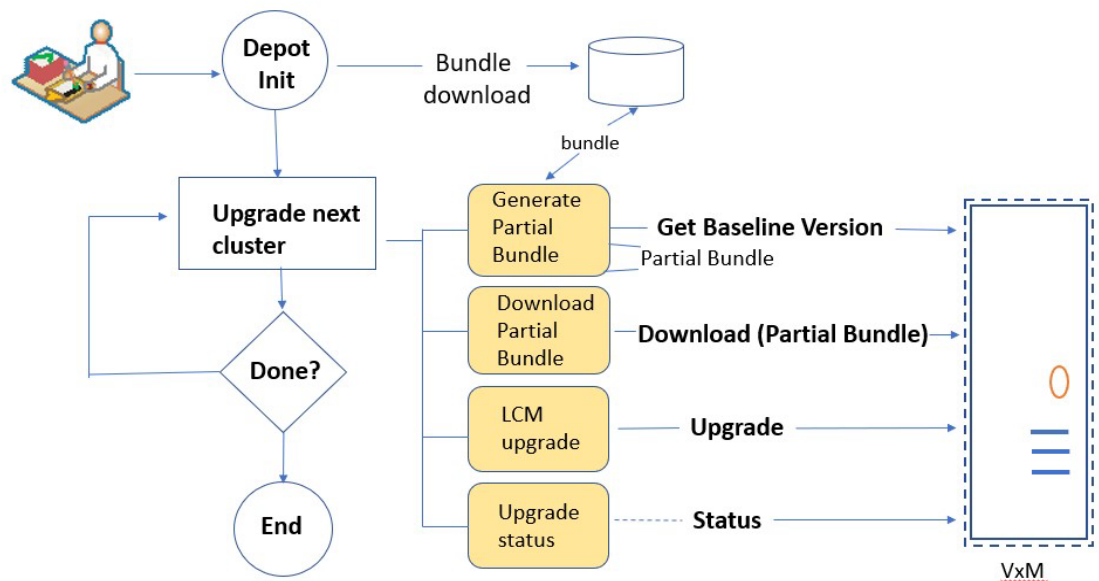 Depot
Init
Bundle
download
bundle
Upgrade next
cluster
Generate
Partial
Bundle
Get Baseline Version
Partial Bundle
Download
Partial
Bundle
Download (Partial Bundle)
Done?
LCM
upgrade
Upgrade
End
Upgrade
status
Status
VxM